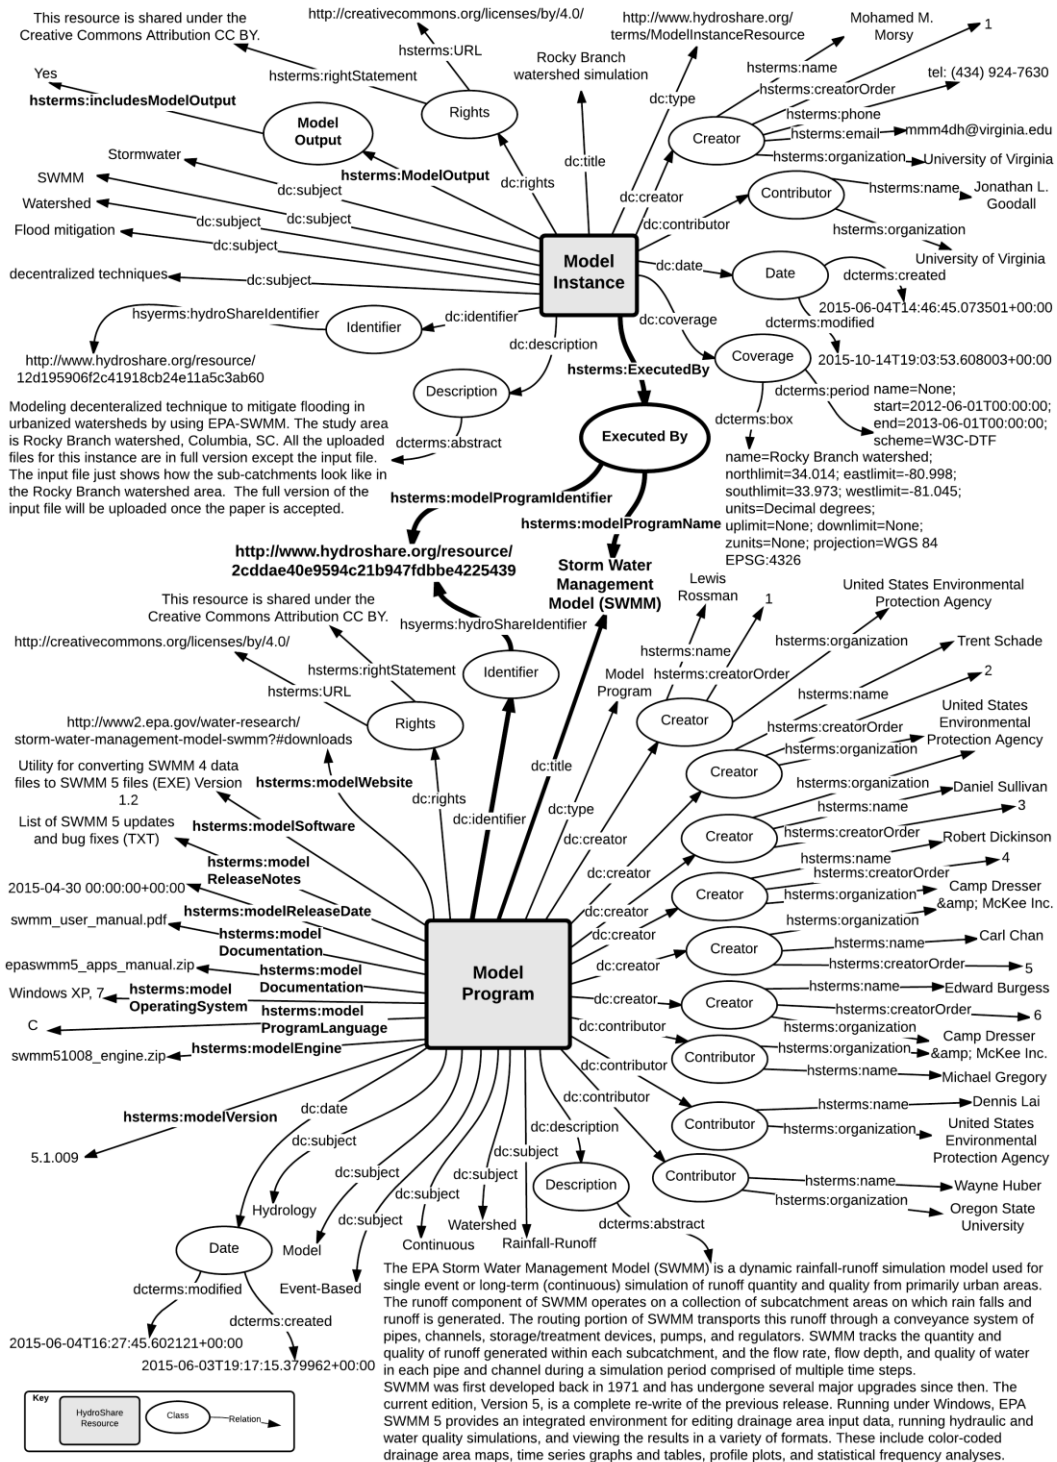 This resource is shared under the
Creative Commons Attribution CC BY.
http://creativecommons.org/licenses/by/4.0/
http://www.hydroshare.org/
terms/ModelInstanceResource
Mohamed M.
Morsy
1
hsterms:URL
hsterms:rightStatement
Rocky Branch
watershed simulation
hsterms:name
hsterms:creatorOrder
tel: (434) 924-7630
Yes
hsterms:includesModelOutput
Model
Output
Rights
dc:type
Creator
hsterms:phone
hsterms:email
mmm4dh@virginia.edu
hsterms:organization
University of Virginia
Stormwater
hsterms:ModelOutput
dc:title
dc:rights
dc:creator
SWMM
dc:subject
Contributor
hsterms:name
Jonathan L.
Goodall
Watershed
dc:subject
dc:subject
dc:contributor
hsterms:organization
University of Virginia
Flood mitigation
dc:subject
Model
Instance
dc:date
Date
dcterms:created
2015-06-04T14:46:45.073501+00:00
decentralized techniques
dc:subject
hsyerms:hydroShareIdentifier
Identifier
dc:identifier
dc:coverage
dcterms:modified
2015-10-14T19:03:53.608003+00:00
dc:description
http://www.hydroshare.org/resource/
12d195906f2c41918cb24e11a5c3ab60
hsterms:ExecutedBy
Coverage
dcterms:period
name=None;
start=2012-06-01T00:00:00;
end=2013-06-01T00:00:00;
scheme=W3C-DTF
Description
dcterms:abstract
dcterms:box
Modeling decenteralized technique to mitigate flooding in
urbanized watersheds by using EPA-SWMM. The study area
is Rocky Branch watershed, Columbia, SC. All the uploaded
files for this instance are in full version except the input file.
The input file just shows how the sub-catchments look like in
the Rocky Branch watershed area. The full version of the
input file will be uploaded once the paper is accepted.
Executed By
name=Rocky Branch watershed;
northlimit=34.014; eastlimit=-80.998;
southlimit=33.973; westlimit=-81.045;
units=Decimal degrees;
uplimit=None; downlimit=None;
zunits=None; projection=WGS 84
EPSG:4326
hsterms:modelProgramIdentifier
hsterms:modelProgramName
http://www.hydroshare.org/resource/
2cddae40e9594c21b947fdbbe4225439
Storm Water
Management
Model (SWMM)
Lewis
Rossman
1
United States Environmental
Protection Agency
This resource is shared under the
Creative Commons Attribution CC BY.
hsyerms:hydroShareIdentifier
http://creativecommons.org/licenses/by/4.0/
hsterms:rightStatement
hsterms:URL
Identifier
hsterms:name
hsterms:creatorOrder
hsterms:organization
Trent Schade
Model
Program
Rights
Creator
hsterms:name
2
http://www2.epa.gov/water-research/
storm-water-management-model-swmm?#downloads
hsterms:creatorOrder
hsterms:organization
United States
Environmental
Protection Agency
Utility for converting SWMM 4 data
files to SWMM 5 files (EXE) Version
1.2
hsterms:modelWebsite
dc:rights
dc:title
dc:type
Creator
hsterms:organization
Daniel Sullivan
hsterms:name
3
List of SWMM 5 updates
and bug fixes (TXT)
hsterms:modelSoftware
dc:identifier
dc:creator
Creator
hsterms:creatorOrder
Robert Dickinson
hsterms:name
4
hsterms:model
ReleaseNotes
dc:creator
hsterms:creatorOrder
2015-04-30 00:00:00+00:00
hsterms:modelReleaseDate
Creator
hsterms:organization
Camp Dresser
&amp; McKee Inc.
swmm_user_manual.pdf
hsterms:model
Documentation
dc:creator
dc:creator
hsterms:organization
Creator
hsterms:name
Carl Chan
epaswmm5_apps_manual.zip
hsterms:model
Documentation
Model
Program
dc:creator
hsterms:creatorOrder
5
Windows XP, 7
hsterms:model
OperatingSystem
dc:creator
Creator
hsterms:name
Edward Burgess
hsterms:creatorOrder
6
C
hsterms:model
ProgramLanguage
dc:contributor
hsterms:organization
Camp Dresser
&amp; McKee Inc.
swmm51008_engine.zip
hsterms:modelEngine
Contributor
hsterms:organization
hsterms:name
Michael Gregory
dc:contributor
hsterms:modelVersion
5.1.009
dc:date
dc:contributor
hsterms:name
Dennis Lai
Contributor
hsterms:organization
United States
Environmental
Protection Agency
dc:subject
dc:description
dc:subject
dc:subject
dc:subject
dc:subject
dc:subject
Contributor
hsterms:name
Wayne Huber
hsterms:organization
Oregon State
University
Description
Hydrology
Watershed
dcterms:abstract
Date
Model
Continuous
Rainfall-Runoff
Event-Based
dcterms:modified
dcterms:created
2015-06-04T16:27:45.602121+00:00
2015-06-03T19:17:15.379962+00:00
The EPA Storm Water Management Model (SWMM) is a dynamic rainfall-runoff simulation model used for
single event or long-term (continuous) simulation of runoff quantity and quality from primarily urban areas.
The runoff component of SWMM operates on a collection of subcatchment areas on which rain falls and
runoff is generated. The routing portion of SWMM transports this runoff through a conveyance system of
pipes, channels, storage/treatment devices, pumps, and regulators. SWMM tracks the quantity and
quality of runoff generated within each subcatchment, and the flow rate, flow depth, and quality of water
in each pipe and channel during a simulation period comprised of multiple time steps.
SWMM was first developed back in 1971 and has undergone several major upgrades since then. The
current edition, Version 5, is a complete re-write of the previous release. Running under Windows, EPA
SWMM 5 provides an integrated environment for editing drainage area input data, running hydraulic and
water quality simulations, and viewing the results in a variety of formats. These include color-coded
drainage area maps, time series graphs and tables, profile plots, and statistical frequency analyses.
Key
HydroShare
Resource
Class
Relation